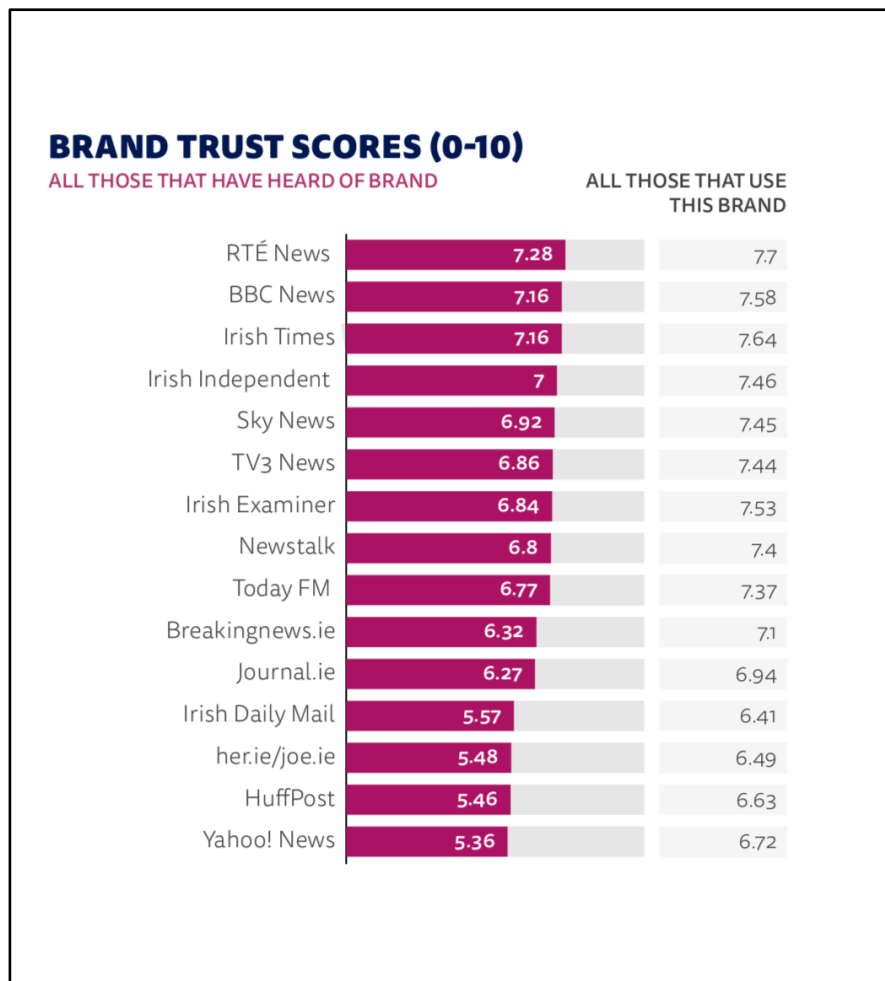 BRAND TRUST SCORES (0-10)
ALL THOSE THAT HAVE HEARD OF BRAND
ALL THOSE THAT USE
THIS BRAND
RTÉ News 7.28 7.7
BBC News 7.16 7.58
Irish Times 7.16 7.64
Irish Independent 7 7.46
Sky News 6.92 7.45
TV3 News 6.86 7.44
Irish Examiner 6.84 7.53
Newstalk 6.8 7.4
Today FM 6.77 7.37
Breakingnews.ie 6.32 7.1
Journal.ie 6.27 6.94
Irish Daily Mail 5.57 6.41
her.ie/joe.ie 5.48 6.49
HuffPost 5.46 6.63
Yahoo! News 5.36 6.72